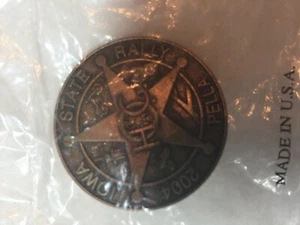 IOWA STATE RALLY PELLA 2004
HOG
MADE IN U.S.A.